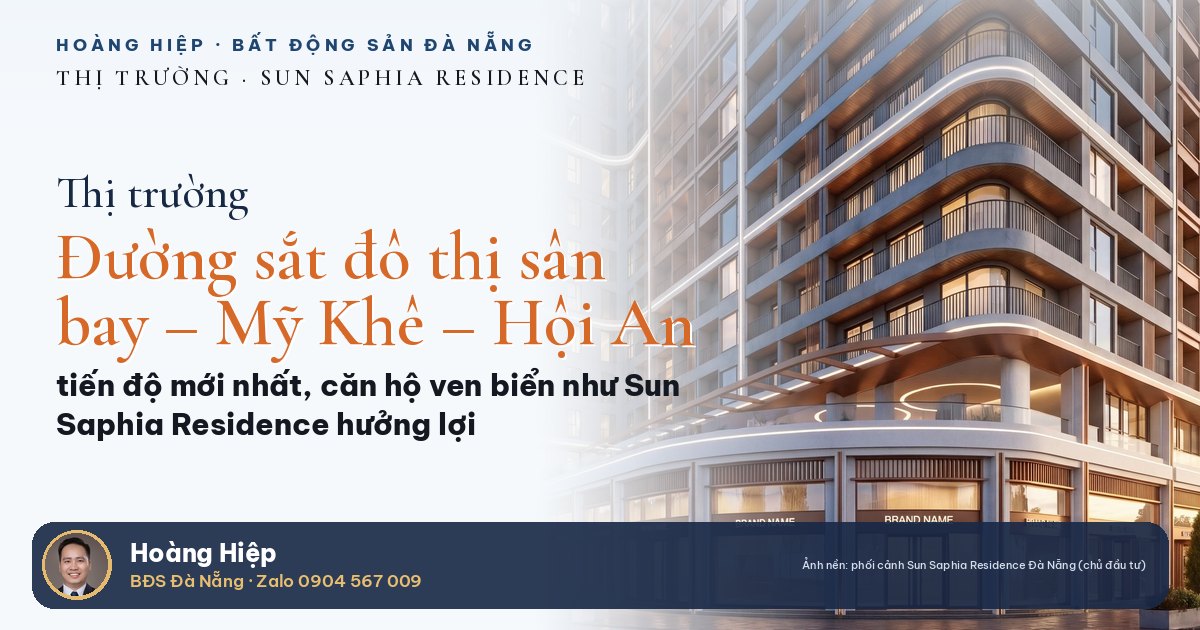 HOÀNG HIỆP · BẤT ĐỘNG SẢN ĐÀ NẴNG
THỊ TRƯỜNG · SUN SAPHIA RESIDENCE
Thị trường
Đường sắt đô thị sân
bay – Mỹ Khê – Hội An
tiến độ mới nhất, căn hộ ven biển như Sun
Saphia Residence hưởng lợi
BRAND NAME
BRAND NAME
Hoàng Hiệp
BĐS Đà Nẵng · Zalo 0904 567 009
Ảnh nền: phối cảnh Sun Saphia Residence Đà Nẵng (chủ đầu tư)